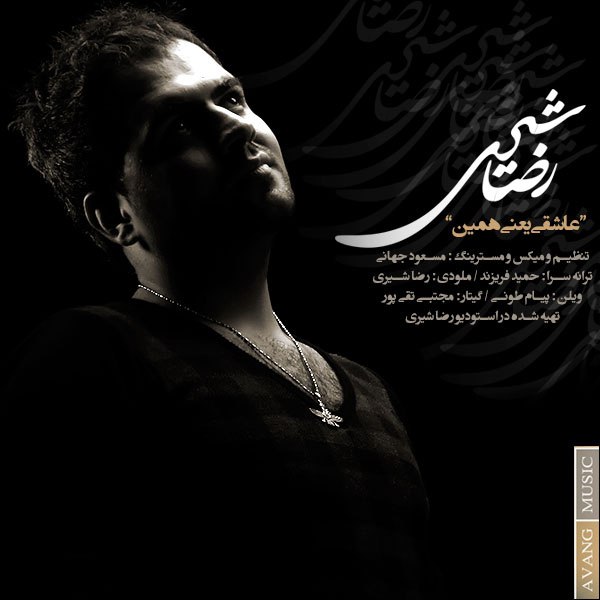 رضا شیری
"عاشقی یعنی همین"
تنظیم و میکس و مسترینگ : مسعود جهانی
ترانه سرا : حمید فریزند / ملودی : رضا شیری
ویلن : پیام طونی / گیتار : مجتبی تقی پور
تهیه شده در استودیو رضا شیری
AVANG MUSIC